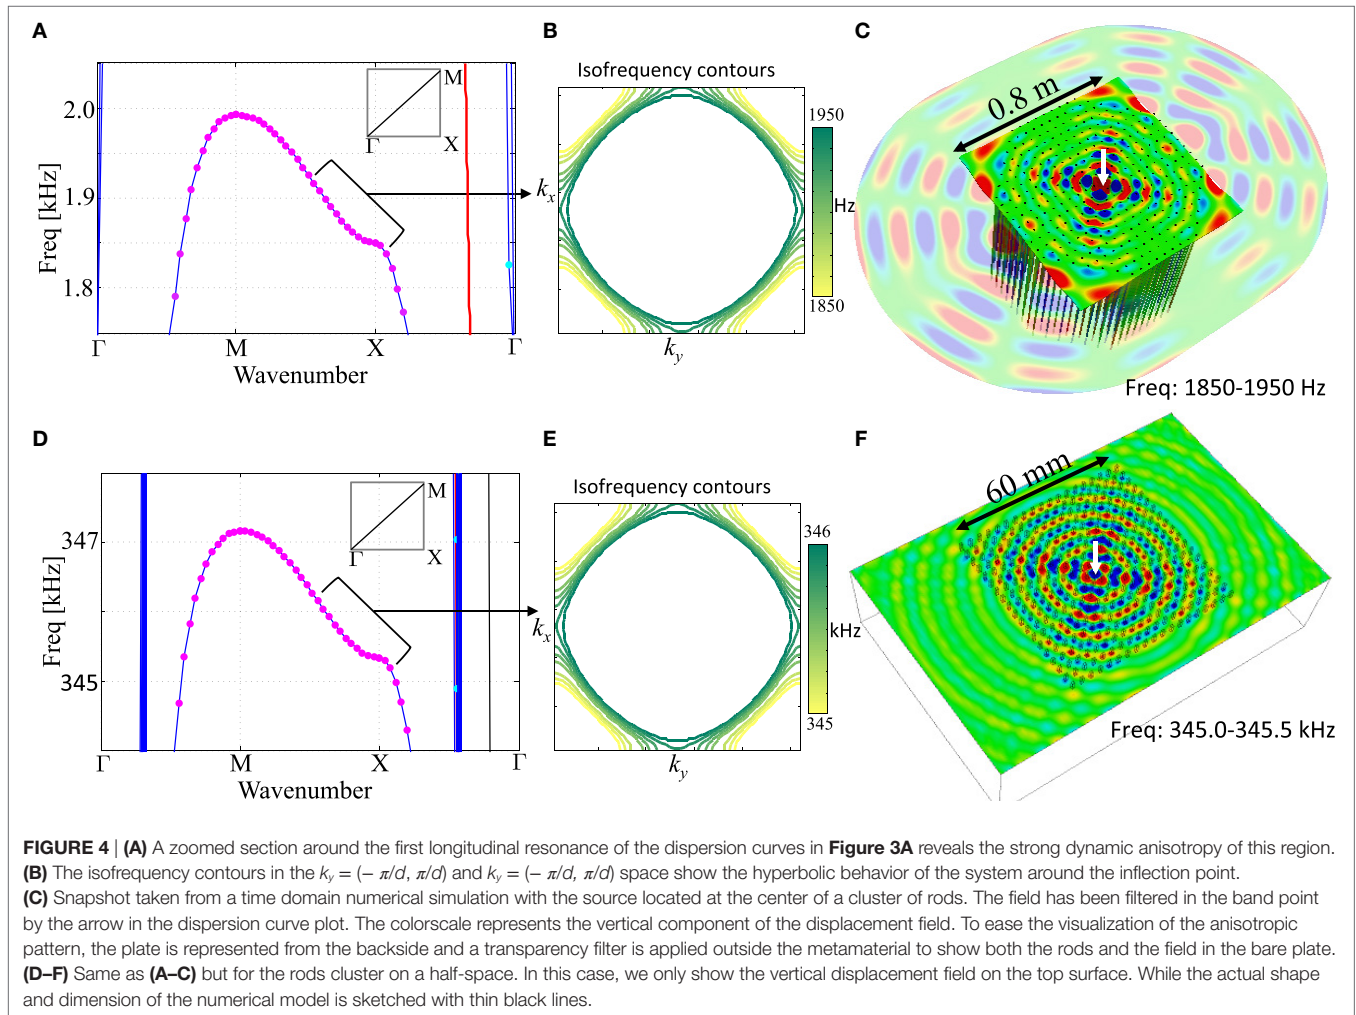 A
B
C
Isofrequency contours
2.0
1.9
1.8
Freq [kHz]
M
Γ
X
Γ
M
X
Γ
Wavenumber
kx
ky
1950
Hz
1850
0.8 m
Freq: 1850-1950 Hz
D
E
F
Isofrequency contours
347
345
Freq [kHz]
M
Γ
X
Γ
M
X
Γ
Wavenumber
kx
ky
346
kHz
345
60 mm
Freq: 345.0-345.5 kHz
FIGURE 4 | (A) A zoomed section around the first longitudinal resonance of the dispersion curves in Figure 3A reveals the strong dynamic anisotropy of this region.
(B) The isofrequency contours in the ky = (− π/d, π/d) and ky = (− π/d, π/d) space show the hyperbolic behavior of the system around the inflection point.
(C) Snapshot taken from a time domain numerical simulation with the source located at the center of a cluster of rods. The field has been filtered in the band point
by the arrow in the dispersion curve plot. The colorscale represents the vertical component of the displacement field. To ease the visualization of the anisotropic
pattern, the plate is represented from the backside and a transparency filter is applied outside the metamaterial to show both the rods and the field in the bare plate.
(D–F) Same as (A–C) but for the rods cluster on a half-space. In this case, we only show the vertical displacement field on the top surface. While the actual shape
and dimension of the numerical model is sketched with thin black lines.